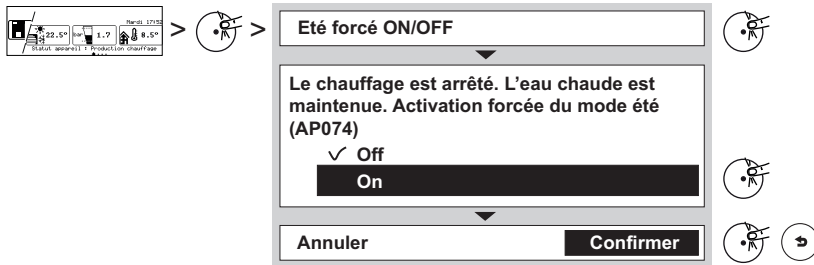 Mardi 17:52
22.5° bar 1.7 8.5°
Statut appareil : Production chauffage
> >
Eté forcé ON/OFF
Le chauffage est arrêté. L'eau chaude est
maintenue. Activation forcée du mode été
(AP074)
✓ Off
On
Annuler Confirmer